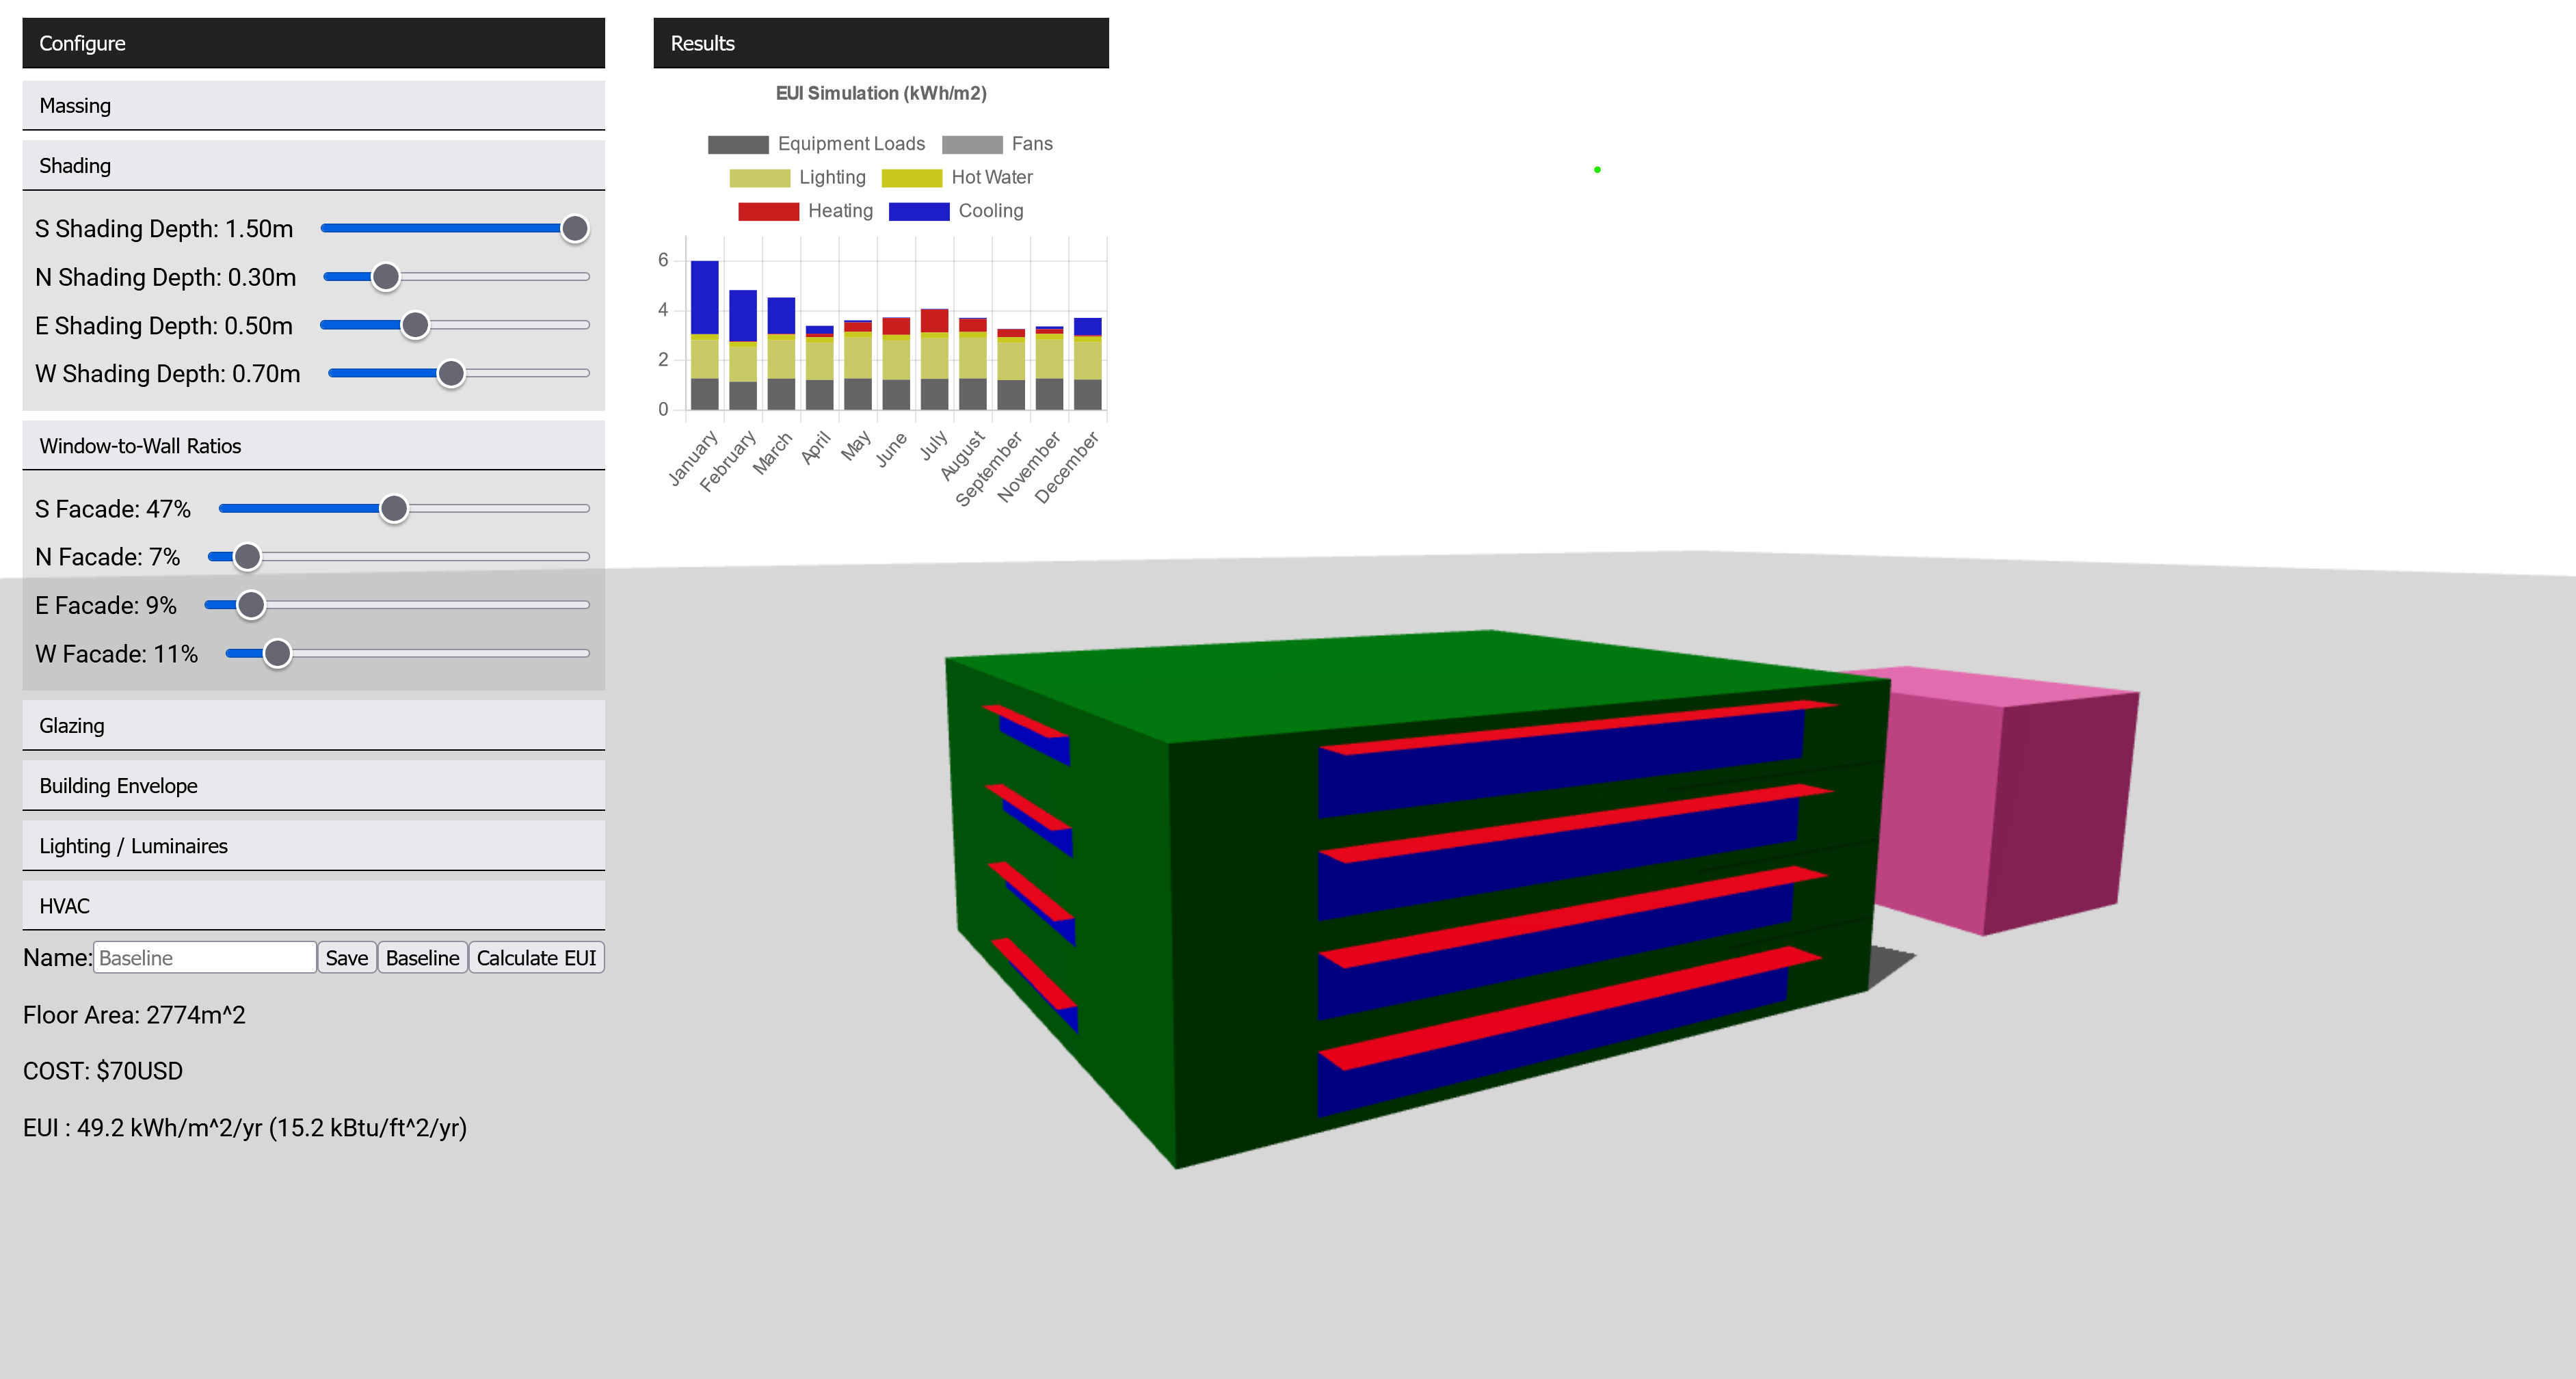 Configure
Massing
Shading
S Shading Depth: 1.50m
N Shading Depth: 0.30m
E Shading Depth: 0.50m
W Shading Depth: 0.70m
Window-to-Wall Ratios
S Facade: 47%
N Facade: 7%
E Facade: 9%
W Facade: 11%
Glazing
Building Envelope
Lighting / Luminaires
HVAC
Name: Baseline Save Baseline Calculate EUI
Floor Area: 2774m^2
COST: $70USD
EUI : 49.2 kWh/m^2/yr (15.2 kBtu/ft^2/yr)
Results
EUI Simulation (kWh/m2)
Equipment Loads Fans
Lighting Hot Water
Heating Cooling
6
4
2
0
January
February
March
April
May
June
July
August
September
November
December